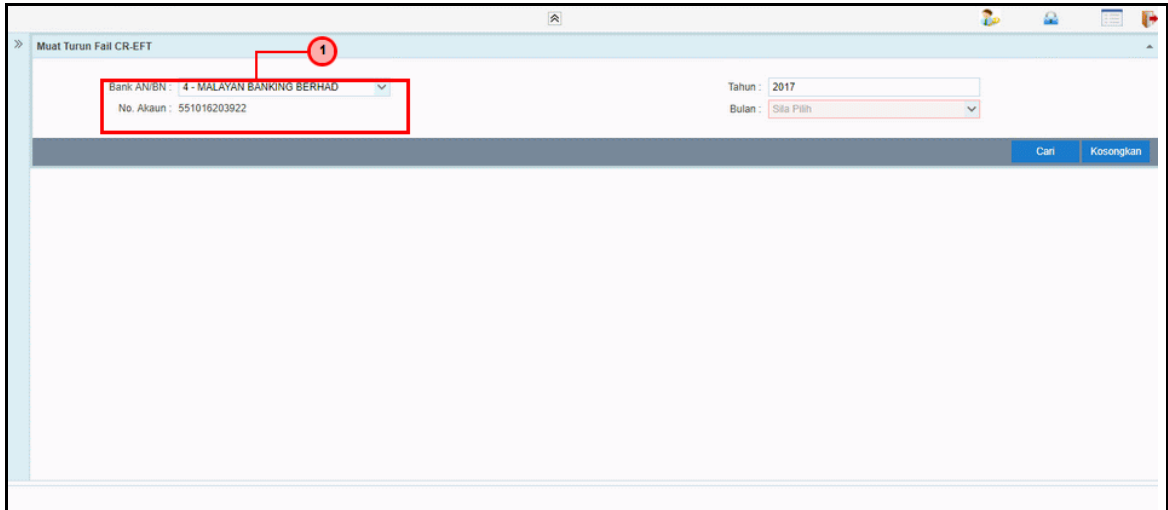 Muat Turun Fail CR-EFT
1
Bank AN/BN : 4 - MALAYAN BANKING BERHAD
Tahun : 2017
No. Akaun : 551016203922
Bulan : Sila Pilih
Cari Kosongkan